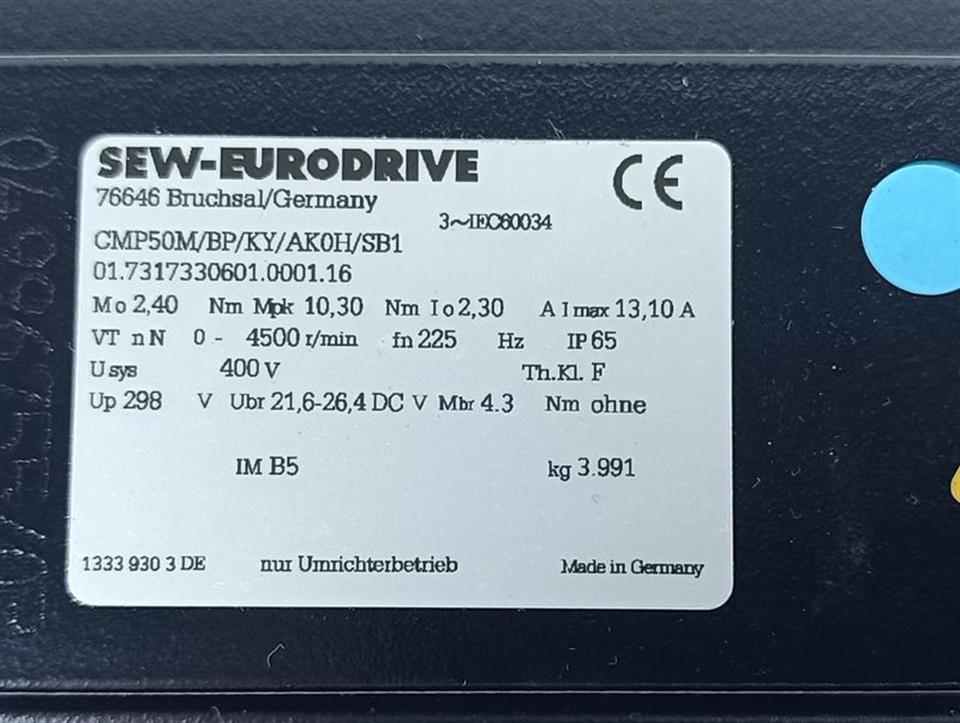 SEW-EURODRIVE
CE
76646 Bruchsal/Germany
3~IEC60034
CMP50M/BP/KY/AK0H/SB1
01.7317330601.0001.16
Mo 2,40 Nm Mpk 10,30 Nm Io 2,30 A Imax 13,10 A
VT nN 0 - 4500 r/min fn 225 Hz IP 65
Usys 400 V Th.Kl. F
Up 298 V Ubr 21,6-26,4 DC V Mbr 4.3 Nm ohne
IM B5 kg 3.991
1333 930 3 DE nur Umrichterbetrieb Made in Germany